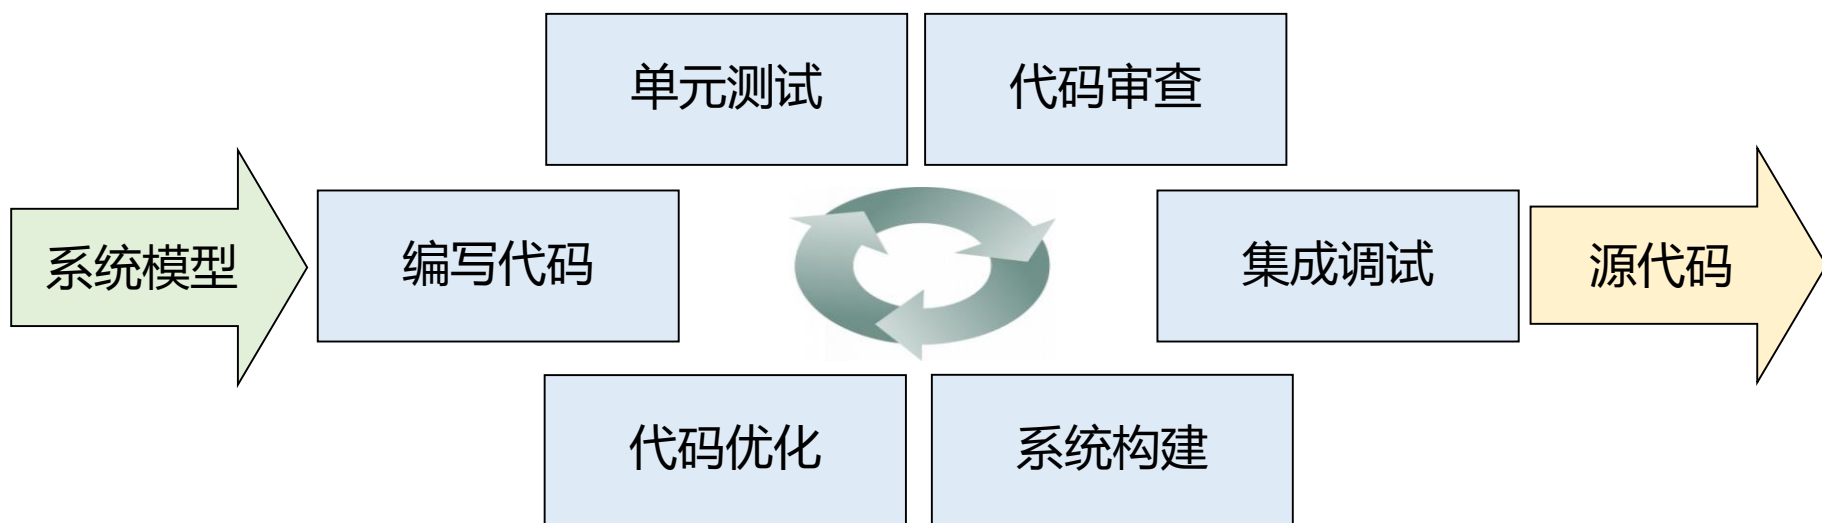 单元测试
代码审查
系统模型
编写代码
集成调试
源代码
代码优化
系统构建